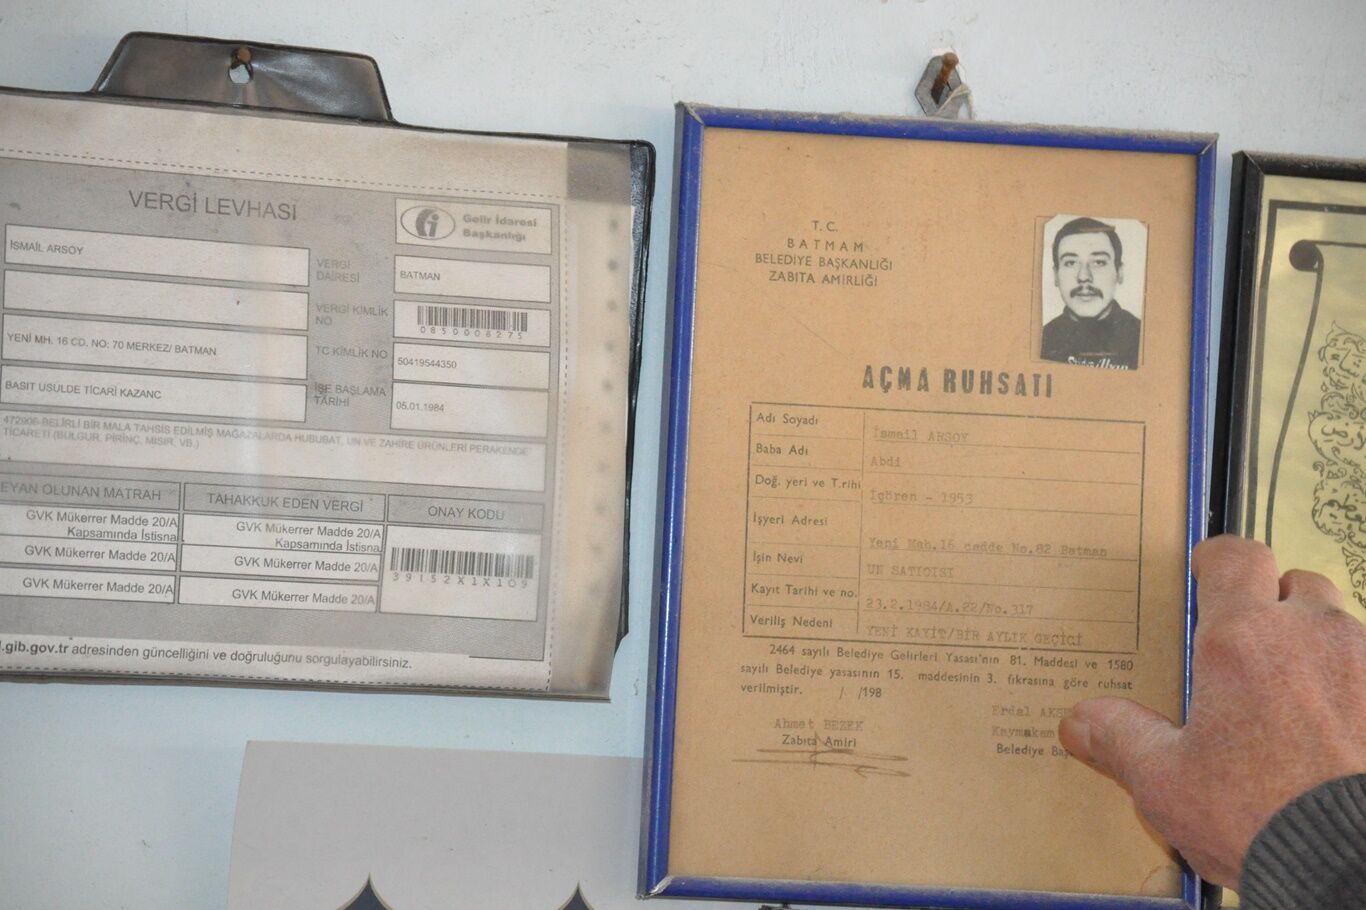 VERGİ LEVHASI
Gelir İdaresi
Başkanlığı
İSMAİL ARSOY
VERGİ
DAİRESİ
BATMAN
VERGİ KİMLİK
NO
0850006275
YENİ MH. 16 CD. NO: 70 MERKEZ/ BATMAN
TC KİMLİK NO
50419544350
BASİT USULDE TİCARİ KAZANC
İŞE BAŞLAMA
TARİHİ
05.01.1984
472906-BELİRLİ BİR MALA TAHSİS EDİLMİŞ MAĞAZALARDA HUBUBAT, UN VE ZAHİRE ÜRÜNLERİ PERAKENDE
TİCARETİ (BULGUR, PİRİNÇ, MISIR, VB.)
EYAN OLUNAN MATRAH
TAHAKKUK EDEN VERGİ
ONAY KODU
GVK Mükerrer Madde 20/A
Kapsamında İstisna
GVK Mükerrer Madde 20/A
Kapsamında İstisna
GVK Mükerrer Madde 20/A
GVK Mükerrer Madde 20/A
GVK Mükerrer Madde 20/A
GVK Mükerrer Madde 20/A
39152X1X109
.gib.gov.tr adresinden güncelliğini ve doğruluğunu sorgulayabilirsiniz.
T. C.
BATMAM
BELEDİYE BAŞKANLIĞI
ZABITA AMİRLİĞİ
AÇMA RUHSATI
Adı Soyadı İsmail ARSOY
Baba Adı Abdi
Doğ. yeri ve T.rihi İğören - 1953
İşyeri Adresi Yeni Mah.16 cadde No.82 Batman
İşin Nevi UN SATICISI
Kayıt Tarihi ve no. 23.2.1984/A.22/No.317
Veriliş Nedeni YENİ KAYIT/BİR AYLIK GEÇİCİ
2464 sayılı Belediye Gelirleri Yasası'nın 81. Maddesi ve 1580
sayılı Belediye yasasının 15. maddesinin 3. fıkrasına göre ruhsat
verilmiştir. / /198
Ahmet BEZEK
Zabıta Amiri
Erdal
Kaymakam
Belediye